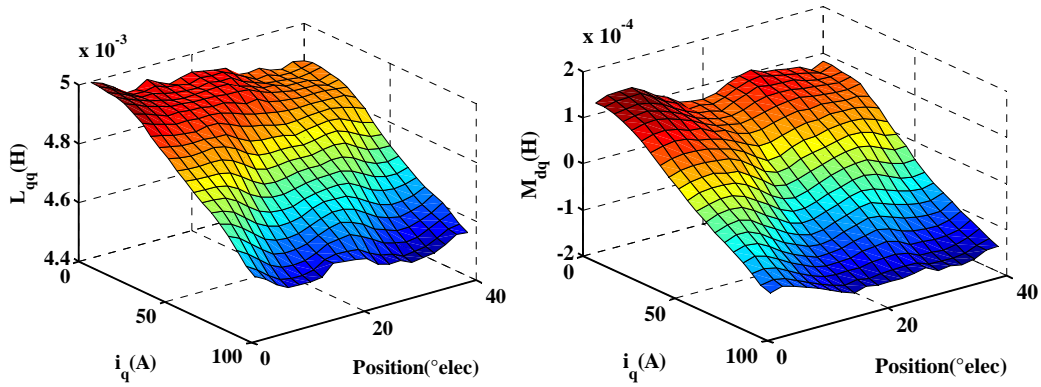 x 10⁻³
5
4.8
4.6
4.4
L_qq(H)
0
50
100
i_q(A)
0
20
40
Position(°elec)
x 10⁻⁴
2
1
0
-1
-2
M_dq(H)
0
50
100
i_q(A)
0
20
40
Position(°elec)